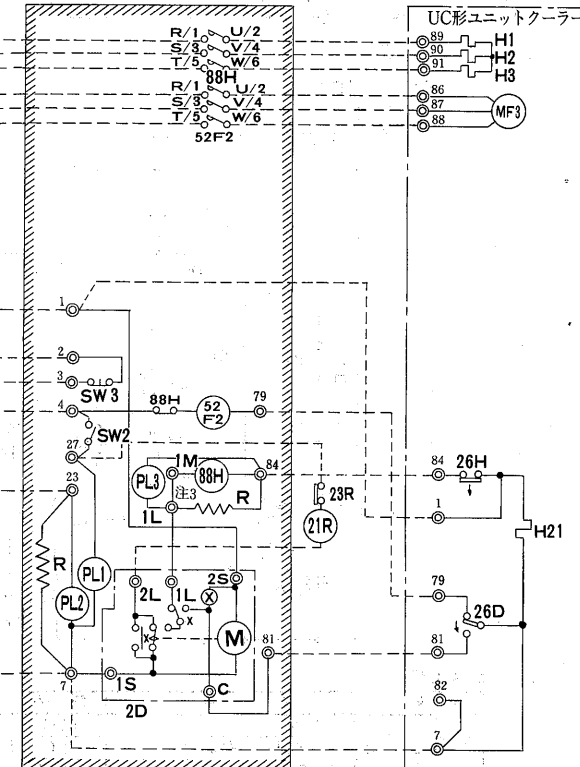 UC形ユニットクーラー
R/1 U/2
S/3 V/4
T/5 W/6
88H
R/1 U/2
S/3 V/4
T/5 W/6
52F2
89 H1
90 H2
91 H3
86
87
88
MF3
1
2
3
SW3
4
88H
52
F2
79
SW2
27
23
1M
PL3
88H
84
注3
R
1L
23R
21R
84 26H
1
H21
R
PL1
PL2
2L
1L
2S
X
X
X
M
79
26D
81
81
82
7
1S
C
2D
7